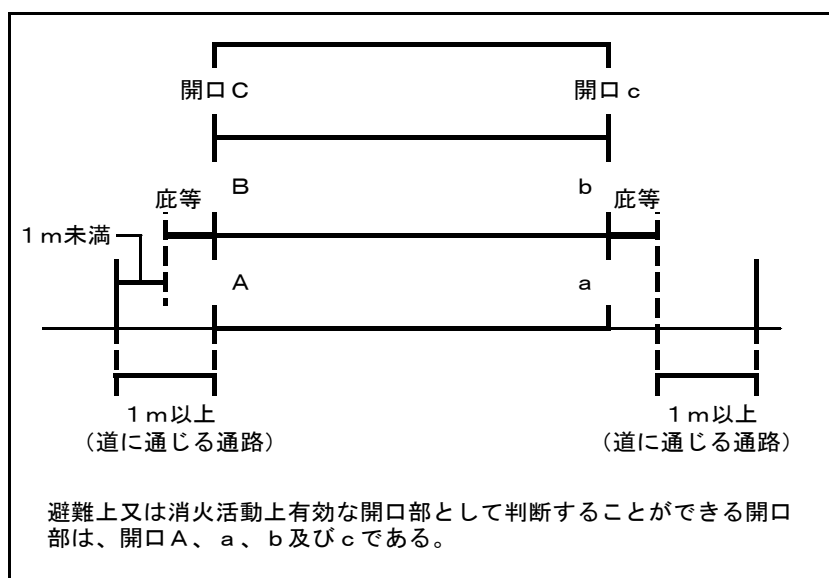 開口C
開口c
庇等
B
b
庇等
1m未満
A
a
1m以上
(道に通じる通路)
1m以上
(道に通じる通路)
避難上又は消火活動上有効な開口部として判断することができる開口
部は、開口A、a、b及びcである。